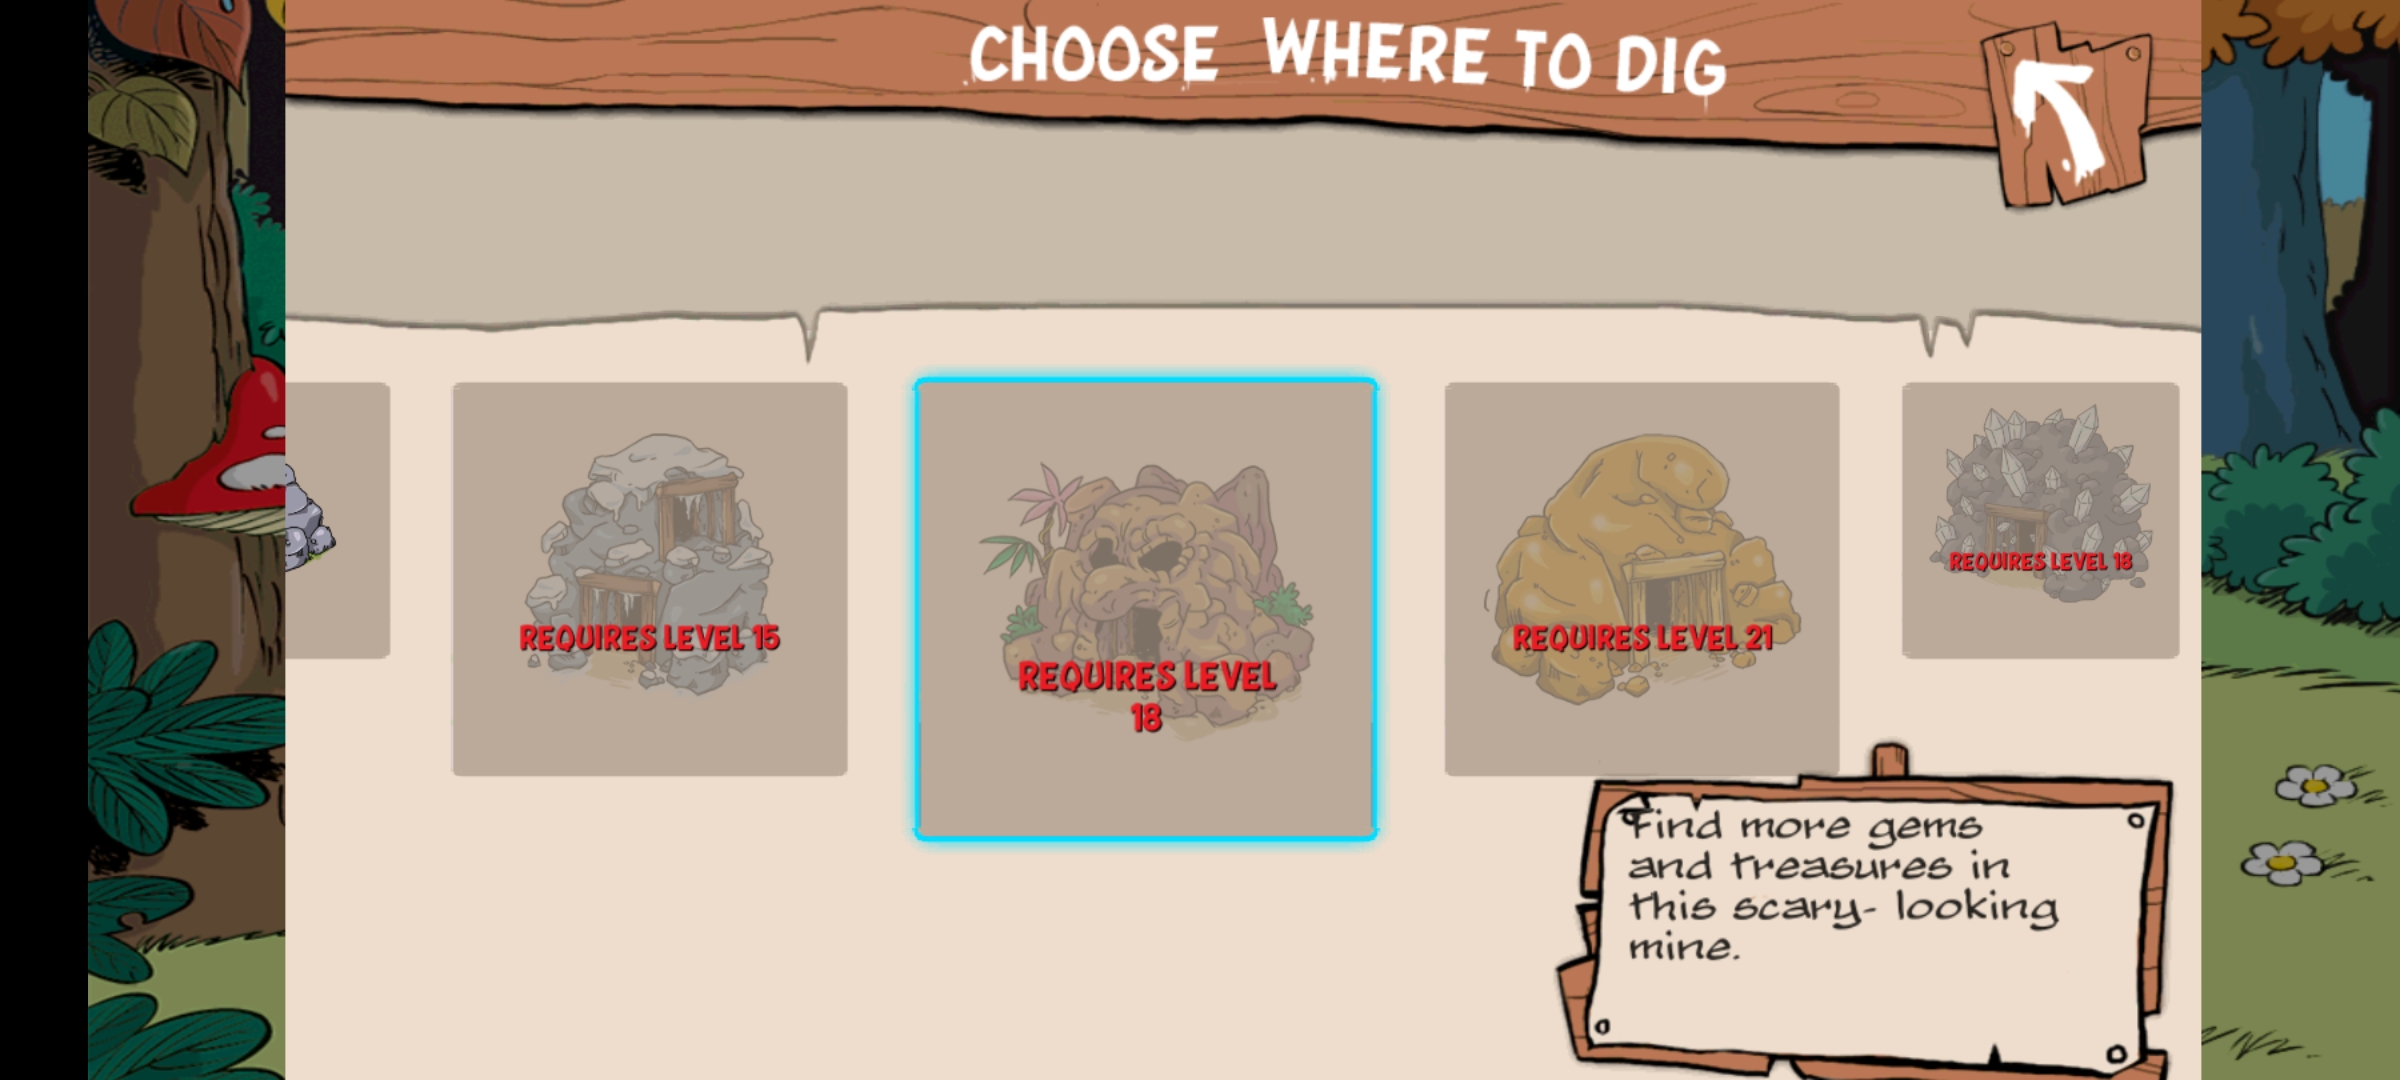 CHOOSE WHERE TO DIG
REQUIRES LEVEL 15
REQUIRES LEVEL
18
REQUIRES LEVEL 21
REQUIRES LEVEL 18
Find more gems
and treasures in
this scary- looking
mine.